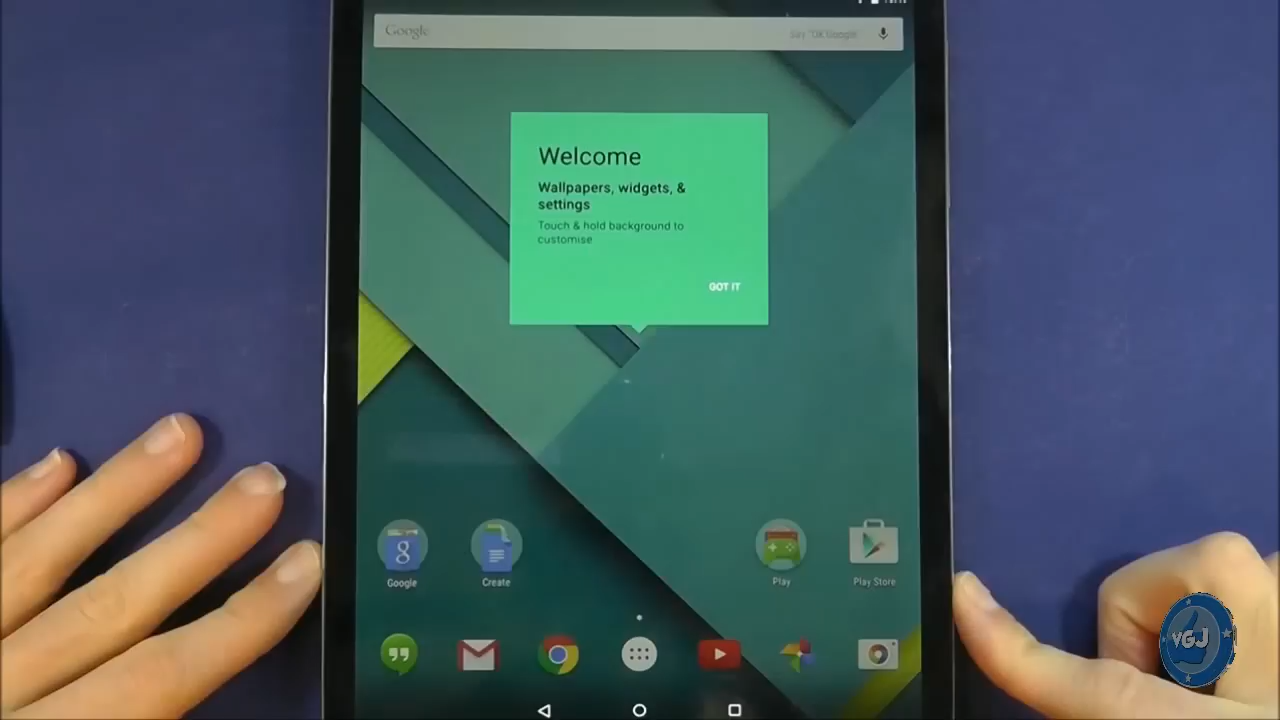 Google
Say "Ok Google"
Welcome
Wallpapers, widgets, &
settings
Touch & hold background to
customise
GOT IT
8
Google
Create
Play
Play Store
VGJ